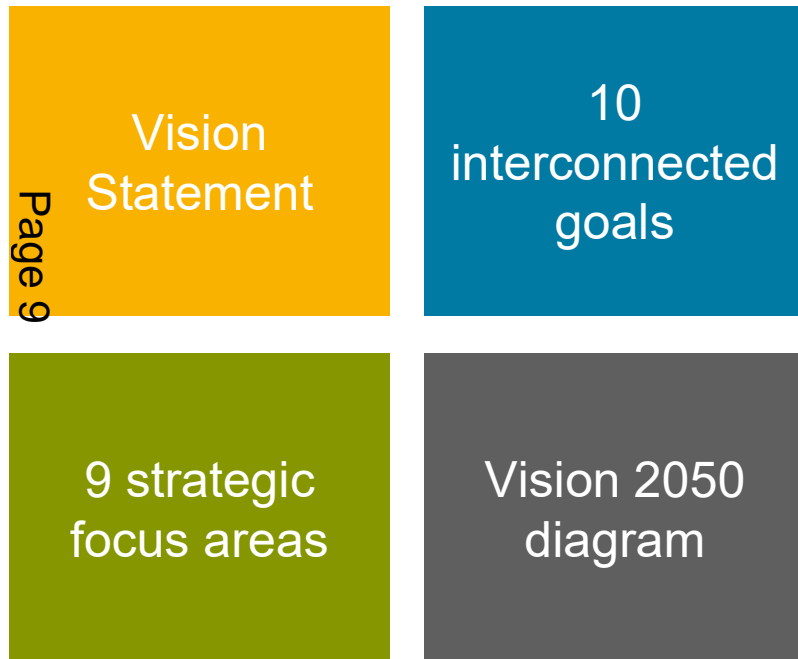 Vision
Statement
10
interconnected
goals
Page 9
9 strategic
focus areas
Vision 2050
diagram